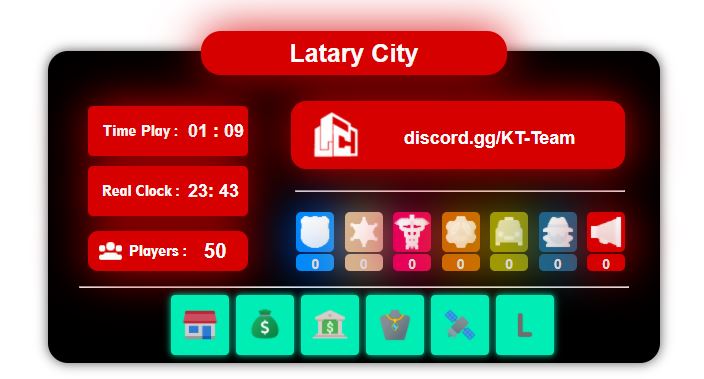 Latary City
Time Play : 01 : 09
discord.gg/KT-Team
Real Clock : 23: 43
Players : 50
0 0 0 0 0 0 0
L